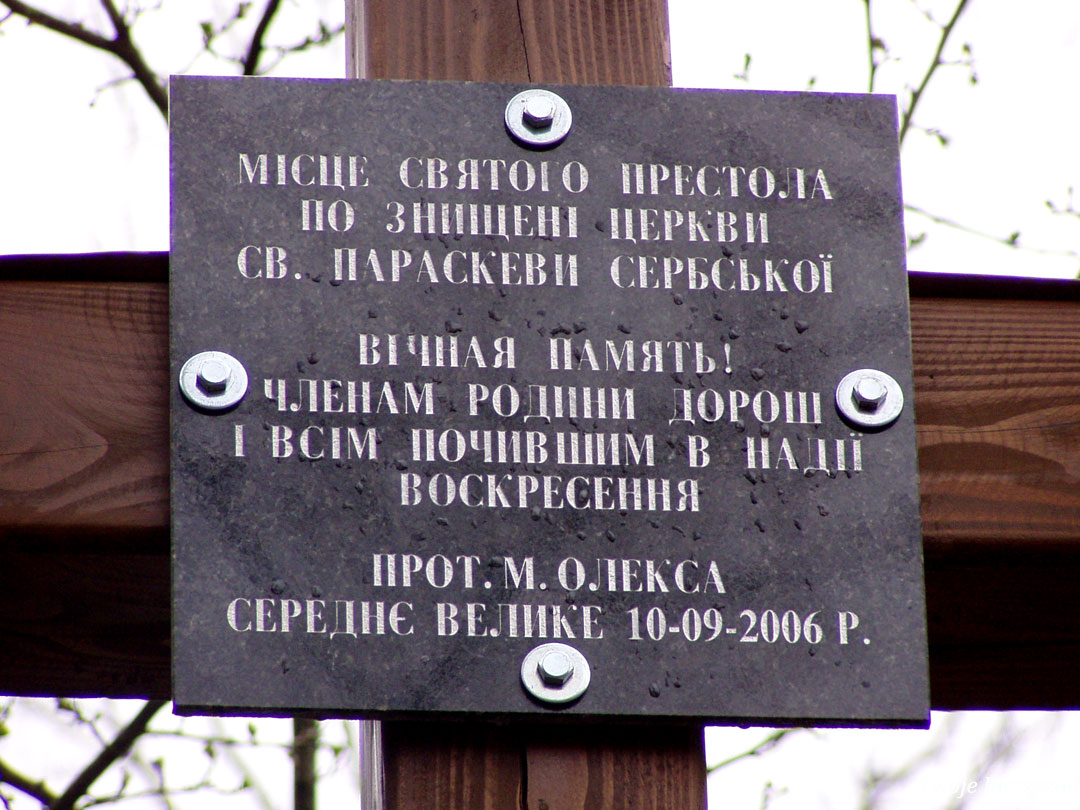 МІСЦЕ СВЯТОГО ПРЕСТОЛА
ПО ЗНИЩЕНІ ЦЕРКВИ
СВ. ПАРАСКЕВИ СЕРБСЬКОЇ
ВІЧНАЯ ПАМЯТЬ!
ЧЛЕНАМ РОДИНИ ДОРОШ
І ВСІМ ПОЧИВШИМ В НАДІЇ
ВОСКРЕСЕННЯ
ПРОТ. М. ОЛЕКСА
СЕРЕДНЄ ВЕЛИКЕ 10-09-2006 Р.